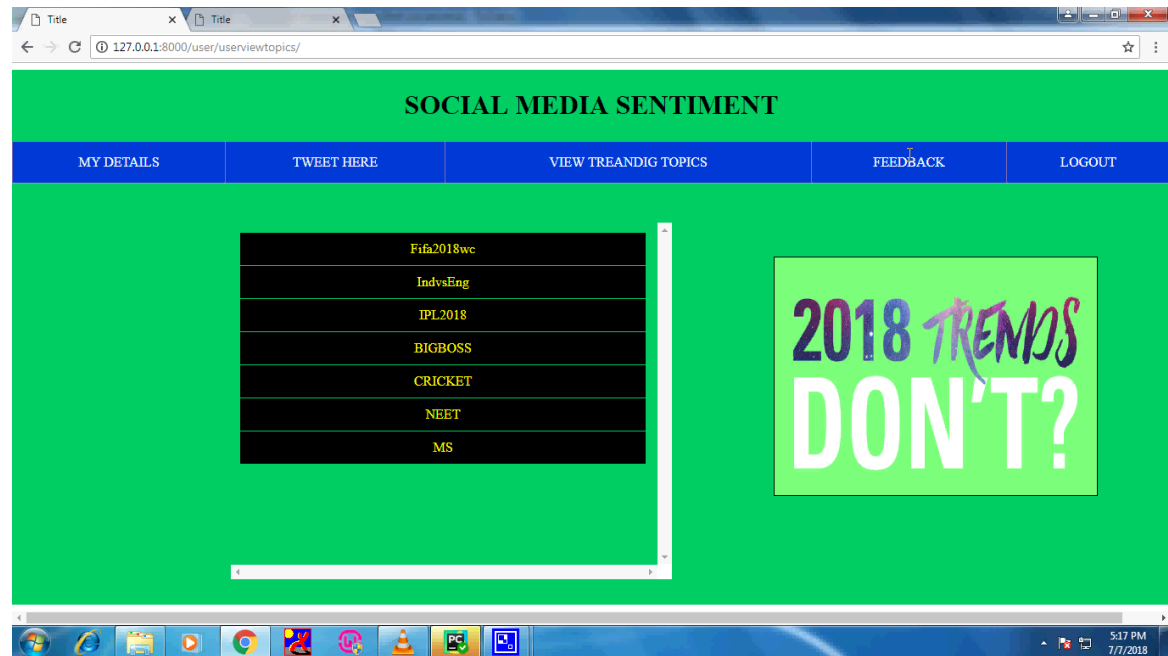 Title
Title
127.0.0.1:8000/user/userviewtopics/
SOCIAL MEDIA SENTIMENT
MY DETAILS
TWEET HERE
VIEW TREANDIG TOPICS
FEEDBACK
LOGOUT
Fifa2018wc
IndvsEng
IPL2018
BIGBOSS
CRICKET
NEET
MS
2018 TRENDS
DON'T?
PC
5:17 PM
7/7/2018